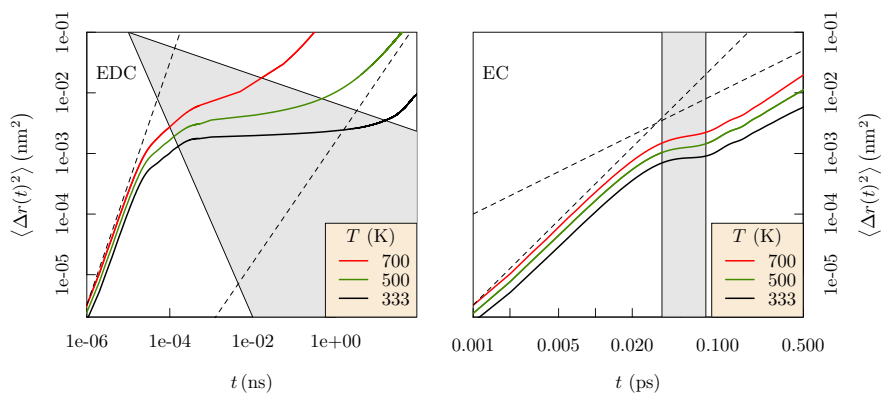 EDC
1e-01
1e-02
1e-03
1e-04
1e-05
⟨Δr(t)²⟩ (nm²)
T (K)
700
500
333
1e-06
1e-04
1e-02
1e+00
t (ns)
EC
1e-01
1e-02
1e-03
1e-04
1e-05
⟨Δr(t)²⟩ (nm²)
T (K)
700
500
333
0.001
0.005
0.020
0.100
0.500
t (ps)